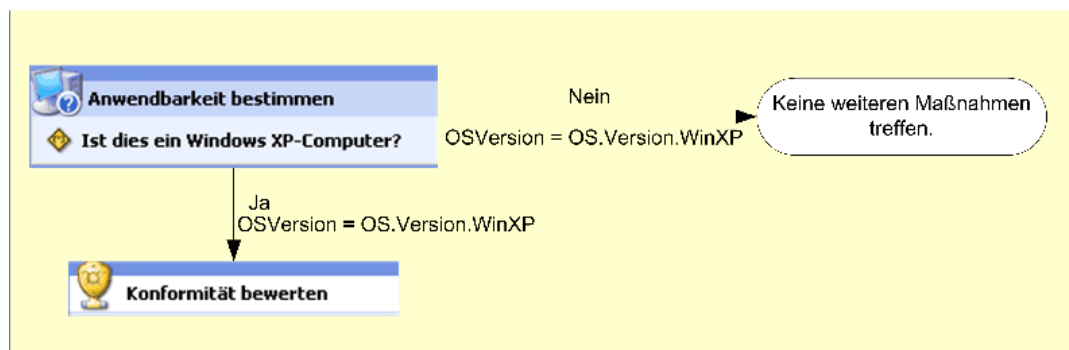 Anwendbarkeit bestimmen
Ist dies ein Windows XP-Computer?
Nein
OSVersion = OS.Version.WinXP
Keine weiteren Maßnahmen
treffen.
Ja
OSVersion = OS.Version.WinXP
Konformität bewerten